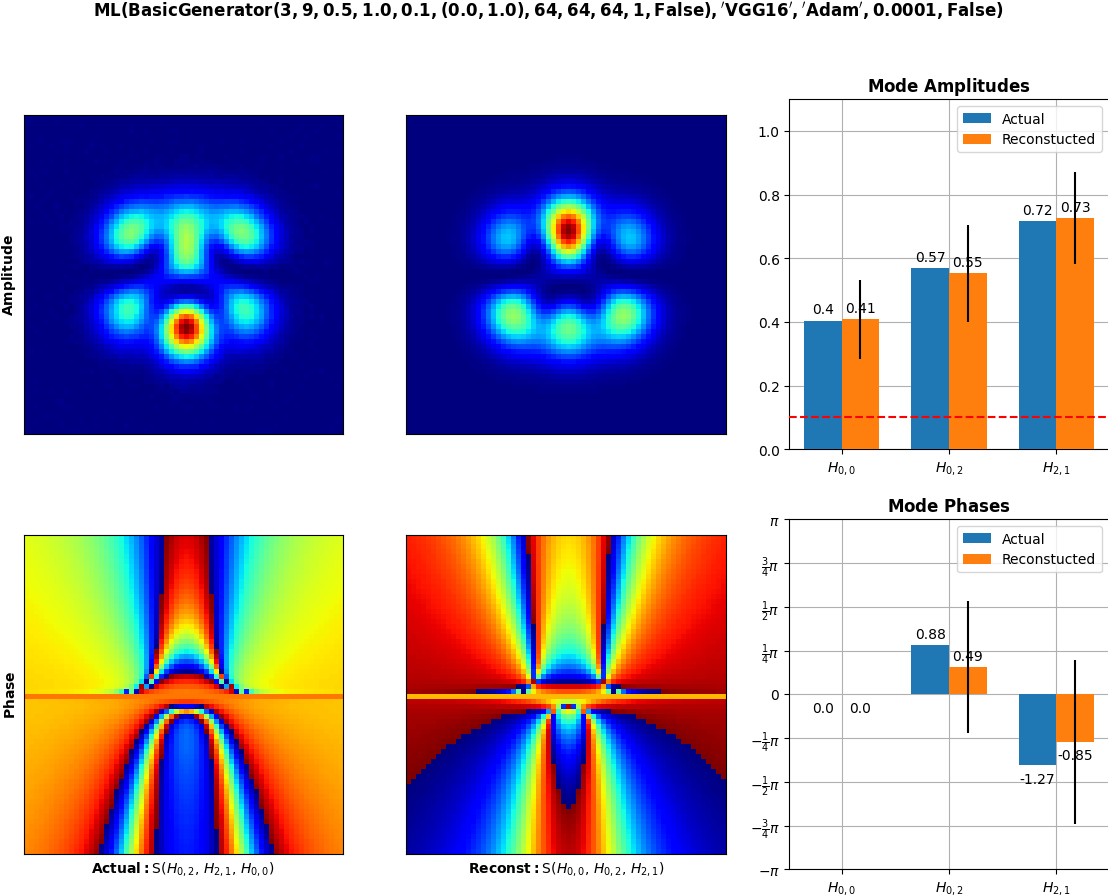 ML(BasicGenerator(3, 9, 0.5, 1.0, 0.1, (0.0, 1.0), 64, 64, 64, 1, False), ′VGG16′, ′Adam′, 0.0001, False)
Amplitude
Mode Amplitudes
Actual
Reconstucted
1.0
0.8
0.6
0.4
0.2
0.0
0.4
0.41
0.57
0.55
0.72
0.73
H0,0
H0,2
H2,1
Phase
Actual: S(H0,2, H2,1, H0,0)
Reconst: S(H0,0, H0,2, H2,1)
Mode Phases
Actual
Reconstucted
π
3/4π
1/2π
1/4π
0
−1/4π
−1/2π
−3/4π
−π
0.0
0.0
0.88
0.49
-1.27
-0.85
H0,0
H0,2
H2,1